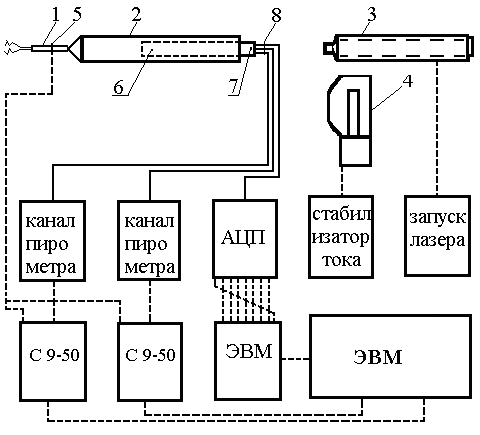 1 5 2 8 3
6 7 4
канал
пиро
метра
канал
пиро
метра
АЦП
стабил
изатор
тока
запуск
лазера
С 9-50
С 9-50
ЭВМ
ЭВМ